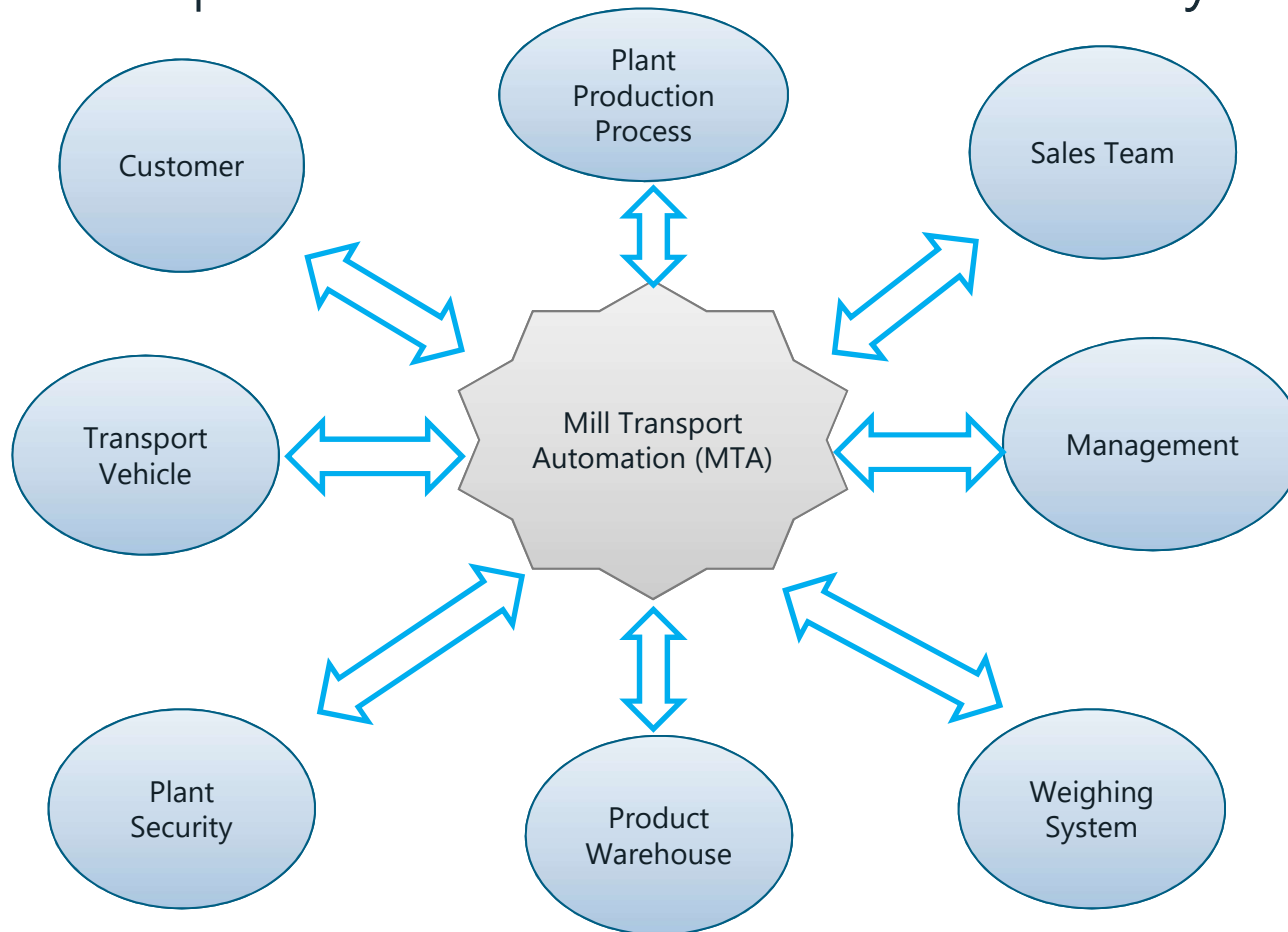 Plant
Production
Process
Customer
Sales Team
Mill Transport
Automation (MTA)
Transport
Vehicle
Management
Plant
Security
Product
Warehouse
Weighing
System